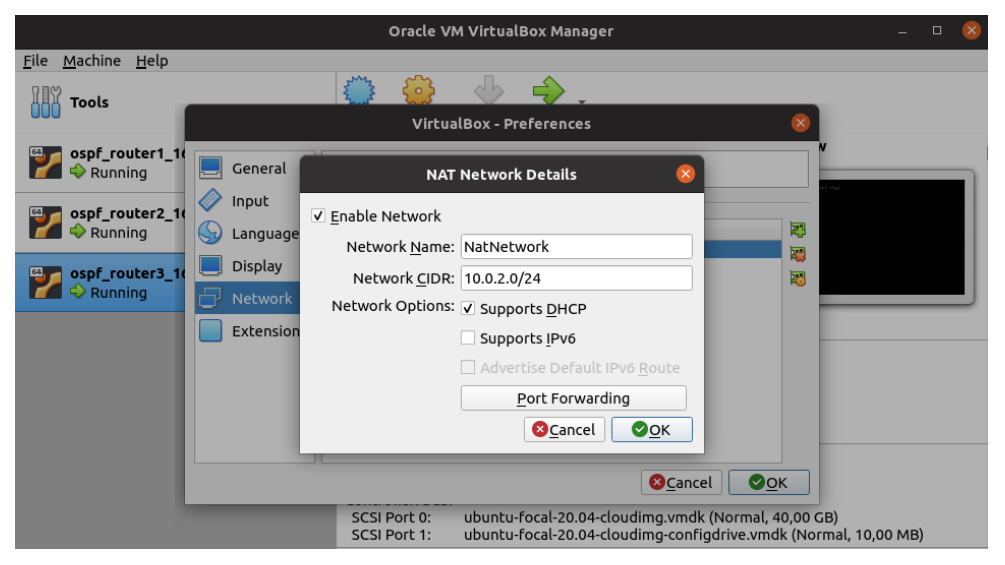 Oracle VM VirtualBox Manager
File Machine Help
Tools
VirtualBox - Preferences
64
ospf_router1_1
Running
64
ospf_router2_1
Running
64
ospf_router3_1
Running
General
Input
Language
Display
Network
Extension
NAT Network Details
Enable Network
Network Name: NatNetwork
Network CIDR: 10.0.2.0/24
Network Options: Supports DHCP
Supports IPv6
Advertise Default IPv6 Route
Port Forwarding
Cancel OK
Cancel OK
SCSI Port 0: ubuntu-focal-20.04-cloudimg.vmdk (Normal, 40,00 GB)
SCSI Port 1: ubuntu-focal-20.04-cloudimg-configdrive.vmdk (Normal, 10,00 MB)